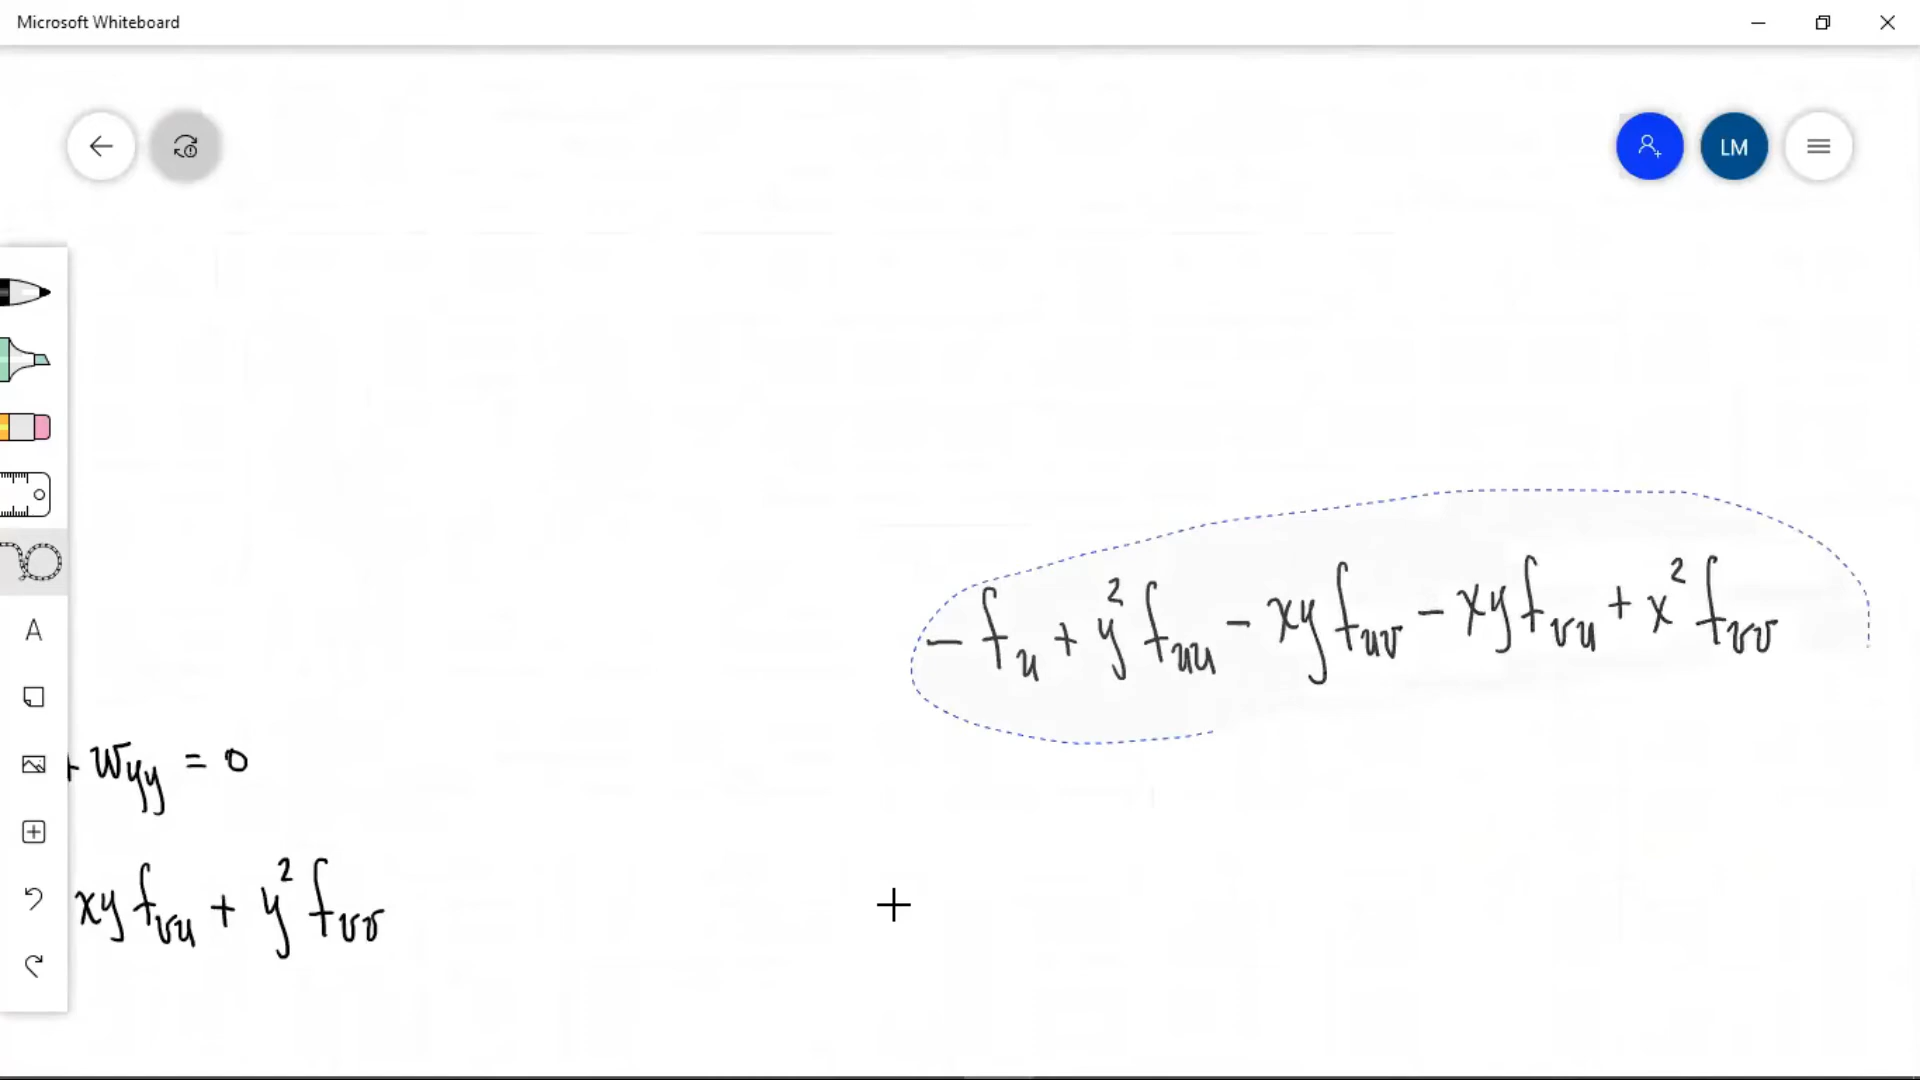 Microsoft Whiteboard
LM
- f_u + y² f_uu - xy f_uv - xy f_vu + x² f_vv
A
+ w_yy = 0
xy f_vu + y² f_vv